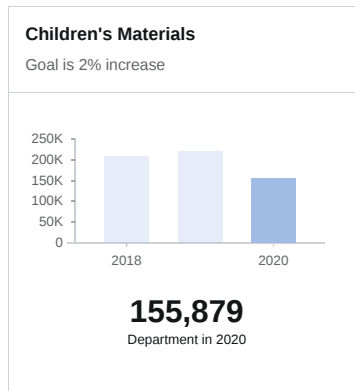 Children's Materials
Goal is 2% increase
250K
200K
150K
100K
50K
0
2018 2020
155,879
Department in 2020